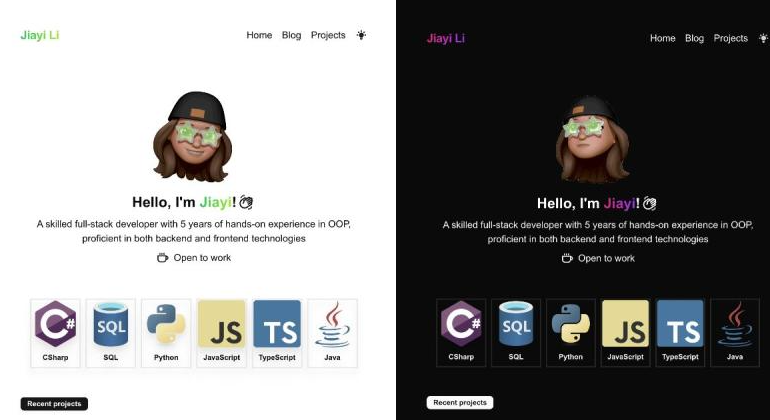 Jiayi Li
Home Blog Projects
Hello, I'm Jiayi!
A skilled full-stack developer with 5 years of hands-on experience in OOP,
proficient in both backend and frontend technologies
Open to work
C#
SQL
JS
TS
CSharp
SQL
Python
JavaScript
TypeScript
Java
Recent projects
Jiayi Li
Home Blog Projects
Hello, I'm Jiayi!
A skilled full-stack developer with 5 years of hands-on experience in OOP,
proficient in both backend and frontend technologies
Open to work
C#
SQL
JS
TS
CSharp
SQL
Python
JavaScript
TypeScript
Java
Recent projects